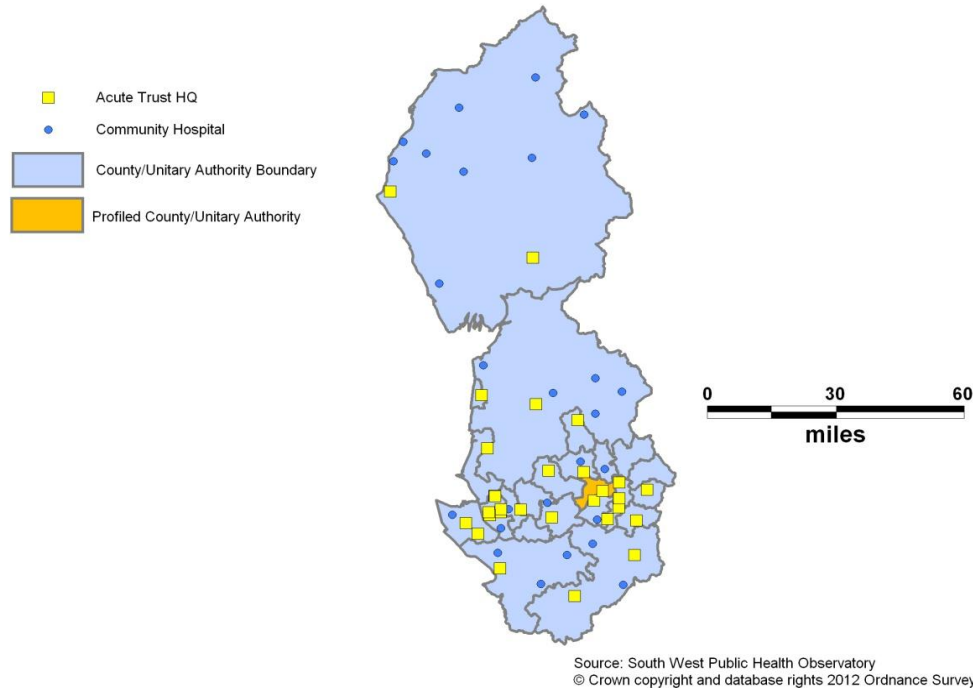 Acute Trust HQ
Community Hospital
County/Unitary Authority Boundary
Profiled County/Unitary Authority
0 30 60
miles
Source: South West Public Health Observatory
© Crown copyright and database rights 2012 Ordnance Survey